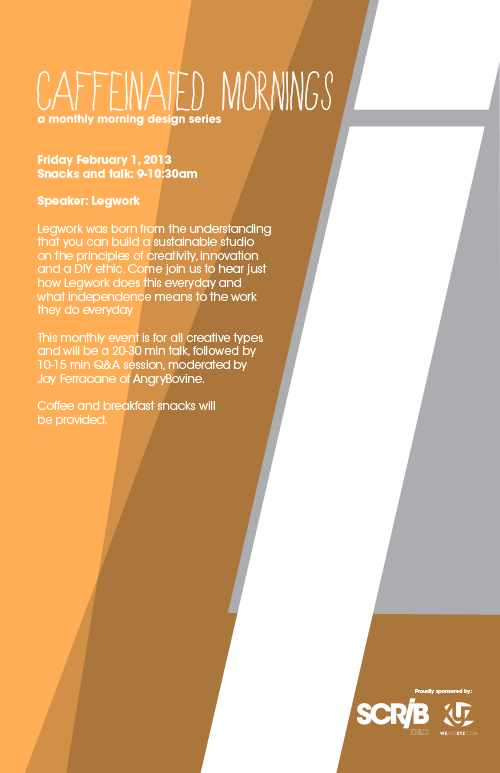 CAFFEINATED MORNINGS
a monthly morning design series
Friday February 1, 2013
Snacks and talk: 9-10:30am
Speaker: Legwork
Legwork was born from the understanding
that you can build a sustainable studio
on the principles of creativity, innovation
and a DIY ethic. Come join us to hear just
how Legwork does this everyday and
what independence means to the work
they do everyday
This monthly event is for all creative types
and will be a 20-30 min talk, followed by
10-15 min Q&A session, moderated by
Jay Ferracane of AngryBovine.
Coffee and breakfast snacks will
be provided.
Proudly sponsored by:
SCRIB